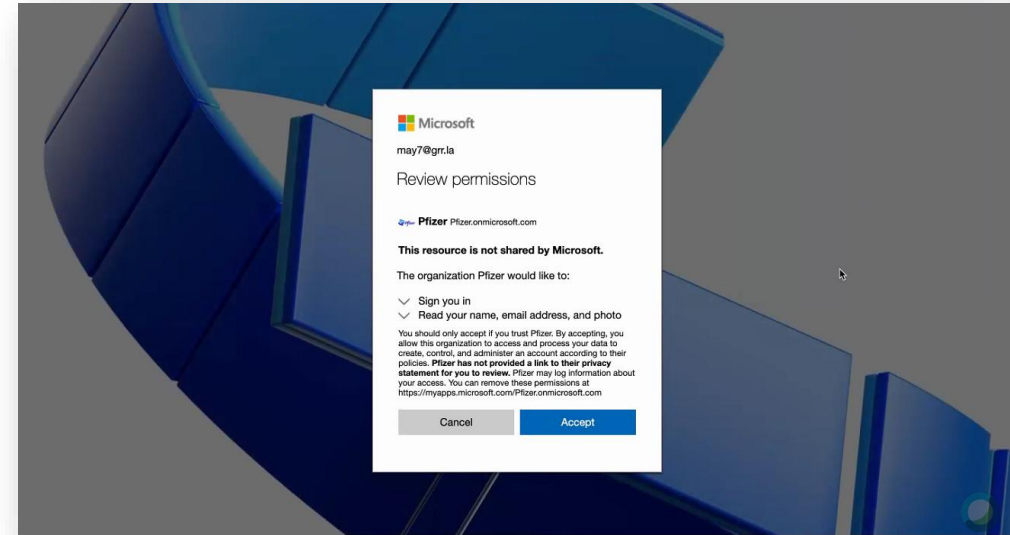 Microsoft
may7@grr.la
Review permissions
Pfizer Pfizer.onmicrosoft.com
This resource is not shared by Microsoft.
The organization Pfizer would like to:
Sign you in
Read your name, email address, and photo
You should only accept if you trust Pfizer. By accepting, you
allow this organization to access and process your data to
create, control, and administer an account according to their
policies. Pfizer has not provided a link to their privacy
statement for you to review. Pfizer may log information about
your access. You can remove these permissions at
https://myapps.microsoft.com/Pfizer.onmicrosoft.com
Cancel Accept